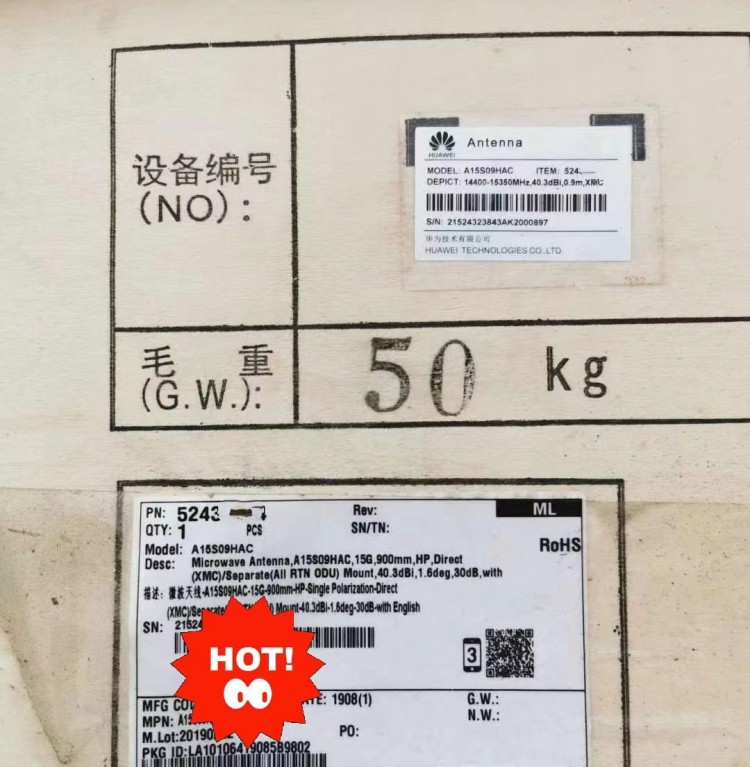 设备编号
(NO):
HUAWEI
Antenna
MODEL: A15S09HAC ITEM: 524
DEPICT: 14400-15350MHz,40.3dBi,0.9m,XMC
S/N: 21524323843AK2000897
华为技术有限公司
HUAWEI TECHNOLOGIES CO.,LTD.
毛 重
(G.W.):
50 kg
PN: 5243
Rev:
ML
QTY: 1 PCS
SN/TN:
RoHS
Model: A15S09HAC
Desc: Microwave Antenna,A15S09HAC,15G,900mm,HP,Direct
(XMC)/Separate(All RTN ODU) Mount,40.3dBi,1.6deg,30dB,with
描述: 微波天线-A15S09HAC-15G-900mm-HP-Single Polarization-Direct
Mount-40.3dBi-1.6deg-30dB-with English
SN: 21524
3
HOT!
MFG
1908(1)
G.W.:
MPN:
N.W.:
M.Lot:
PO:
PKG ID:LA1010641908589802